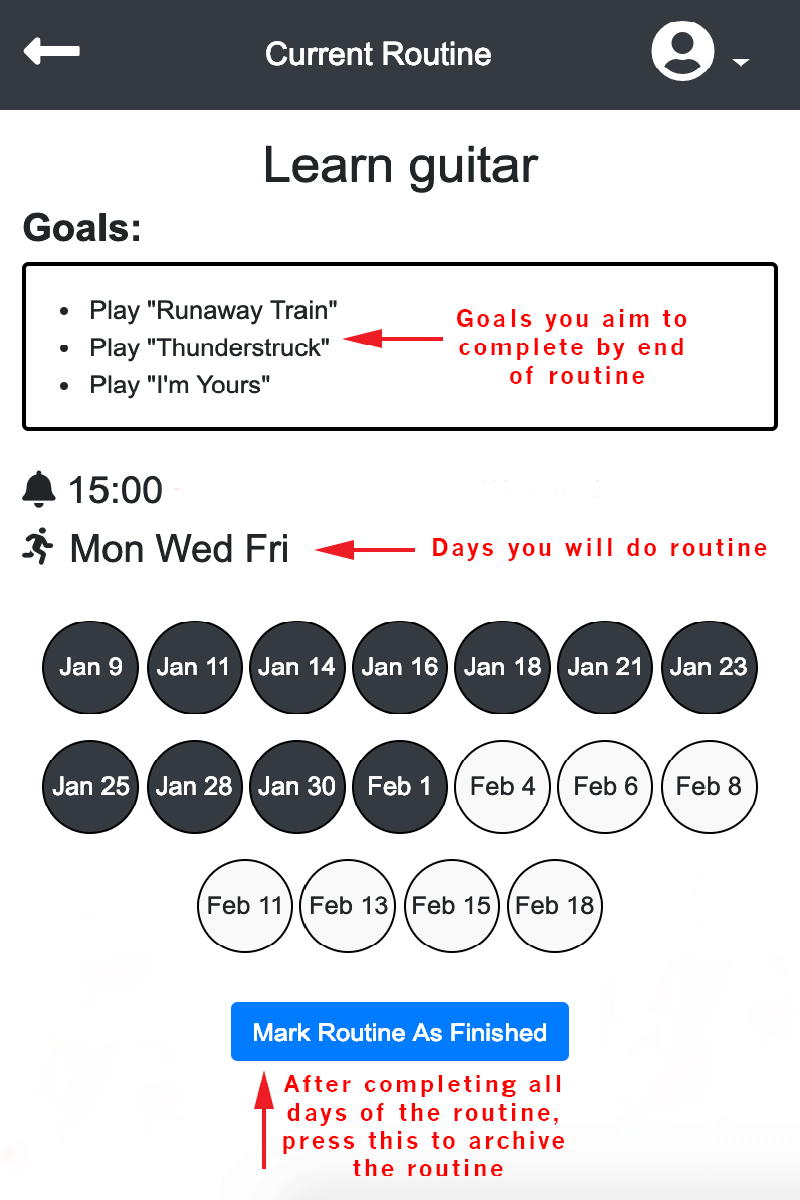 Current Routine
Learn guitar
Goals:
• Play "Runaway Train"
• Play "Thunderstruck"
• Play "I'm Yours"
Goals you aim to
complete by end
of routine
15:00
Mon Wed Fri
Days you will do routine
Jan 9 Jan 11 Jan 14 Jan 16 Jan 18 Jan 21 Jan 23
Jan 25 Jan 28 Jan 30 Feb 1 Feb 4 Feb 6 Feb 8
Feb 11 Feb 13 Feb 15 Feb 18
Mark Routine As Finished
After completing all
days of the routine,
press this to archive
the routine